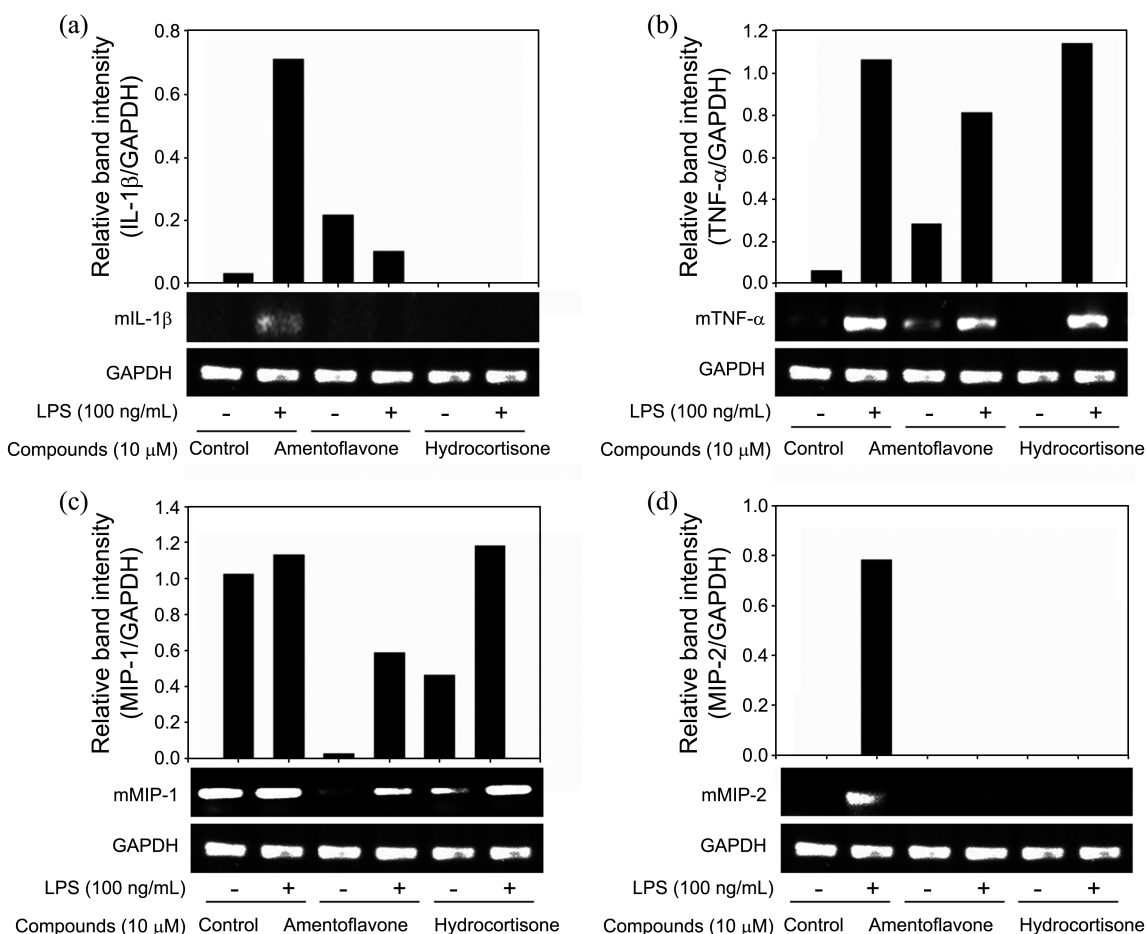 (a)
Relative band intensity
(IL-1β/GAPDH)
0.8
0.6
0.4
0.2
0.0
mIL-1β
GAPDH
LPS (100 ng/mL) - + - + - +
Compounds (10 μM) Control Amentoflavone Hydrocortisone
(b)
Relative band intensity
(TNF-α/GAPDH)
1.2
1.0
0.8
0.6
0.4
0.2
0.0
mTNF-α
GAPDH
LPS (100 ng/mL) - + - + - +
Compounds (10 μM) Control Amentoflavone Hydrocortisone
(c)
Relative band intensity
(MIP-1/GAPDH)
1.4
1.2
1.0
0.8
0.6
0.4
0.2
0.0
mMIP-1
GAPDH
LPS (100 ng/mL) - + - + - +
Compounds (10 μM) Control Amentoflavone Hydrocortisone
(d)
Relative band intensity
(MIP-2/GAPDH)
1.0
0.8
0.6
0.4
0.2
0.0
mMIP-2
GAPDH
LPS (100 ng/mL) - + - + - +
Compounds (10 μM) Control Amentoflavone Hydrocortisone